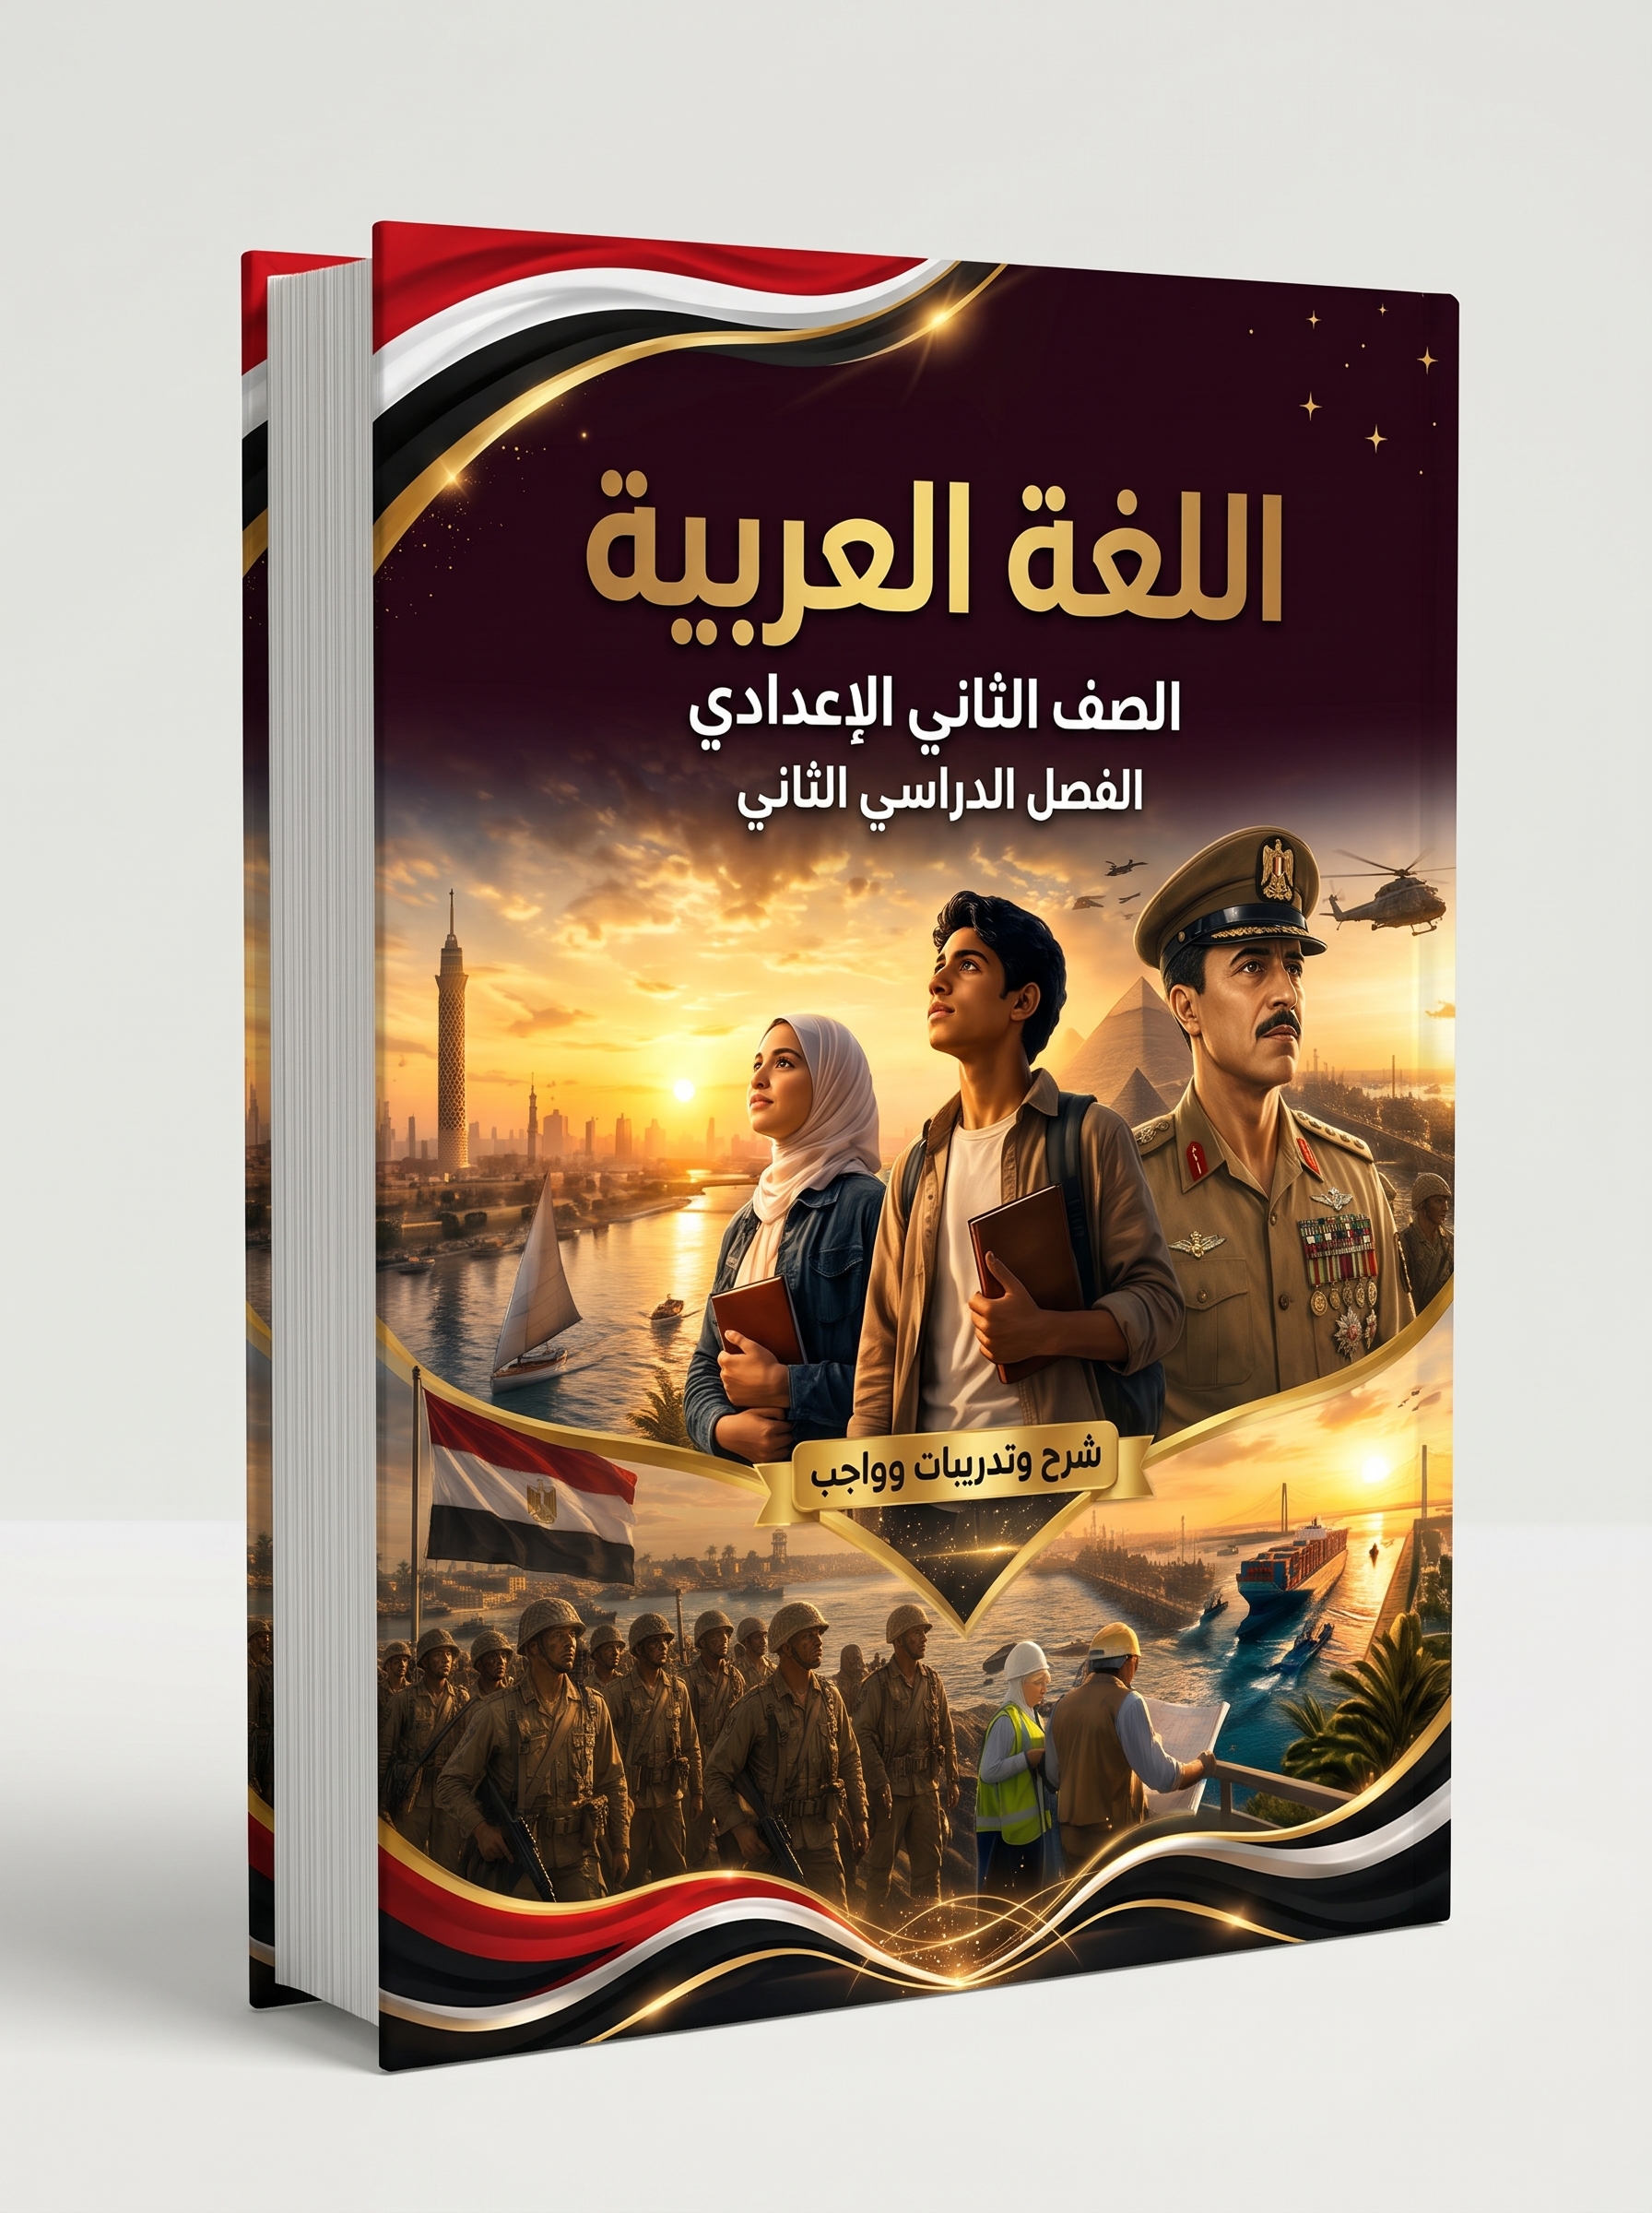 اللغة العربية
الصف الثاني الإعدادي
الفصل الدراسي الثاني
شرح وتدريبات وواجب